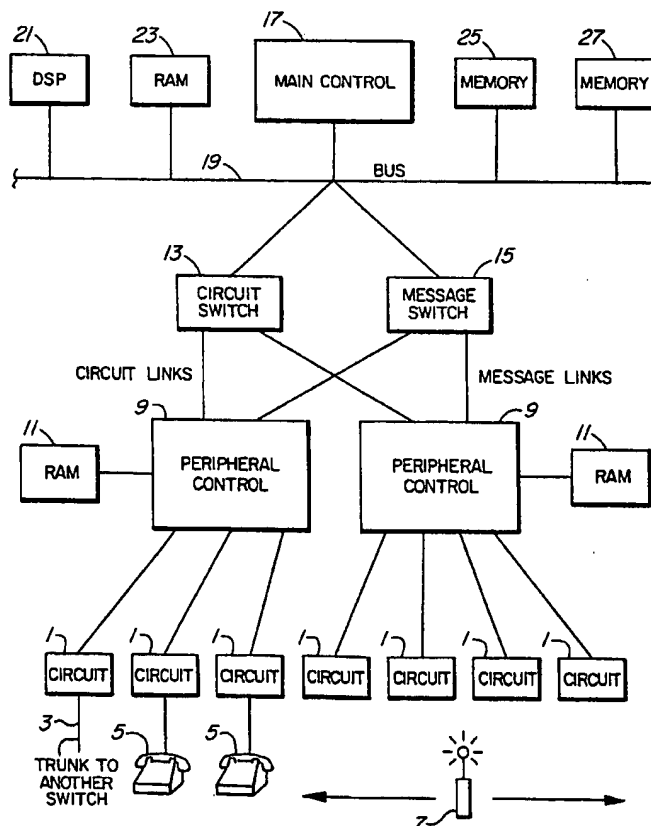 21 23 17 25 27
DSP RAM MAIN CONTROL MEMORY MEMORY
19 BUS
13 15
CIRCUIT SWITCH
MESSAGE SWITCH
CIRCUIT LINKS MESSAGE LINKS
11 9 9 11
RAM
PERIPHERAL CONTROL
PERIPHERAL CONTROL
RAM
1 1 1 1 1 1 1
CIRCUIT CIRCUIT CIRCUIT CIRCUIT CIRCUIT CIRCUIT CIRCUIT
3 5 5
TRUNK TO
ANOTHER
SWITCH
7